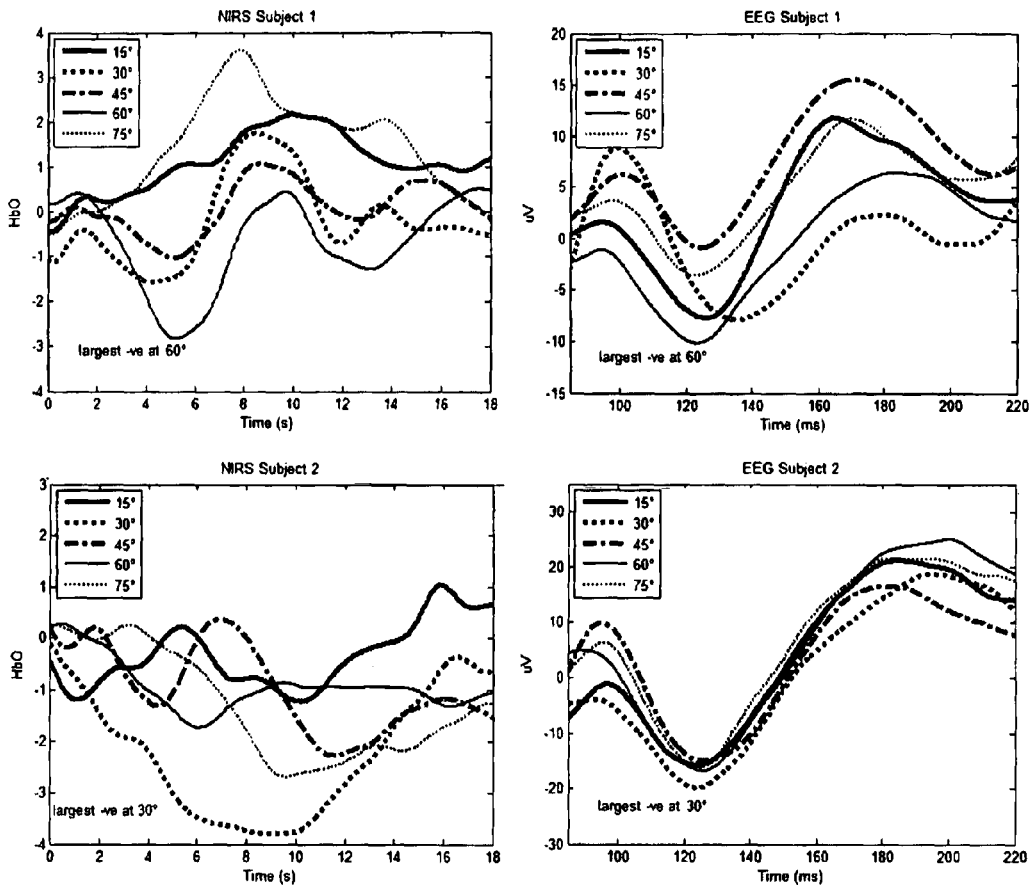 NIRS Subject 1
4
3
2
1
0
-1
-2
-3
-4
HbO
15°
30°
45°
60°
75°
largest -ve at 60°
0 2 4 6 8 10 12 14 16 18
Time (s)
EEG Subject 1
20
15
10
5
0
-5
-10
-15
uV
15°
30°
45°
60°
75°
largest -ve at 60°
100 120 140 160 180 200 220
Time (ms)
NIRS Subject 2
3
2
1
0
-1
-2
-3
-4
HbO
15°
30°
45°
60°
75°
largest -ve at 30°
0 2 4 6 8 10 12 14 16 18
Time (s)
EEG Subject 2
30
20
10
0
-10
-20
-30
uV
15°
30°
45°
60°
75°
largest -ve at 30°
100 120 140 160 180 200 220
Time (ms)